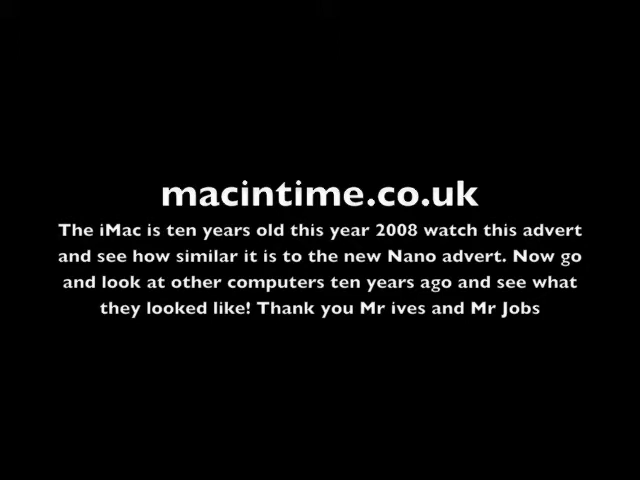 macintime.co.uk
The iMac is ten years old this year 2008 watch this advert
and see how similar it is to the new Nano advert. Now go
and look at other computers ten years ago and see what
they looked like! Thank you Mr ives and Mr Jobs